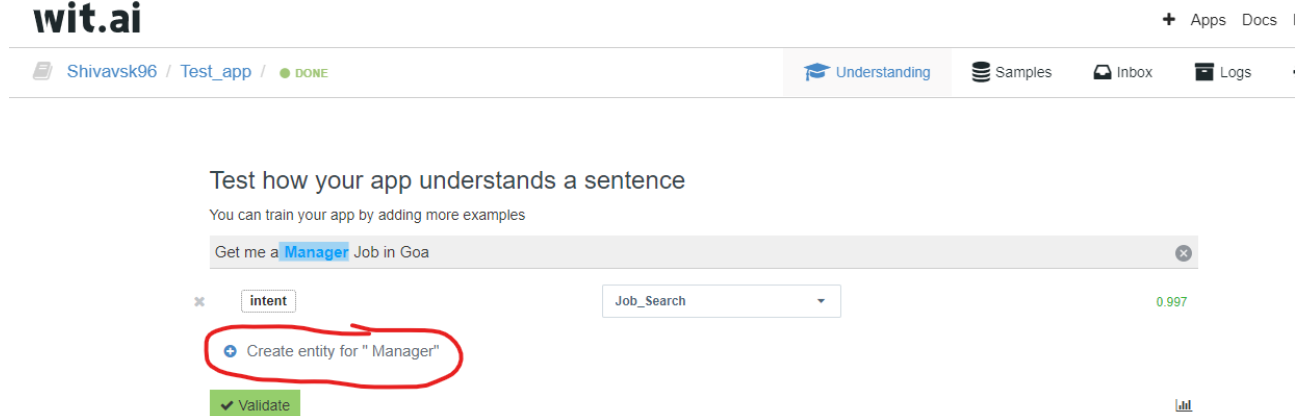 wit.ai
+ Apps Docs
Shivavsk96 / Test_app / DONE Understanding Samples Inbox Logs
Test how your app understands a sentence
You can train your app by adding more examples
Get me a Manager Job in Goa
intent Job_Search 0.997
Create entity for " Manager"
Validate